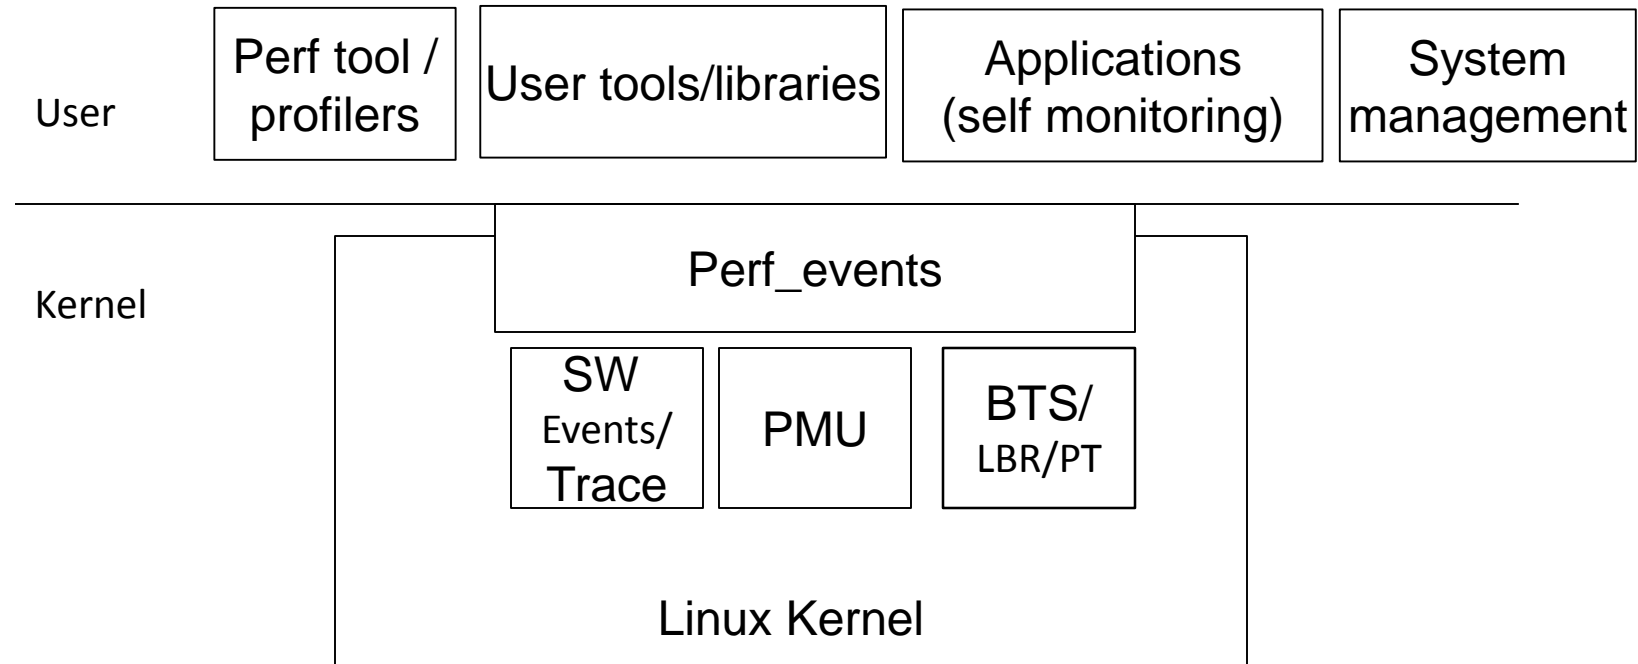 User
Perf tool /
profilers
User tools/libraries
Applications
(self monitoring)
System
management
Kernel
Perf_events
SW
Events/
Trace
PMU
BTS/
LBR/PT
Linux Kernel